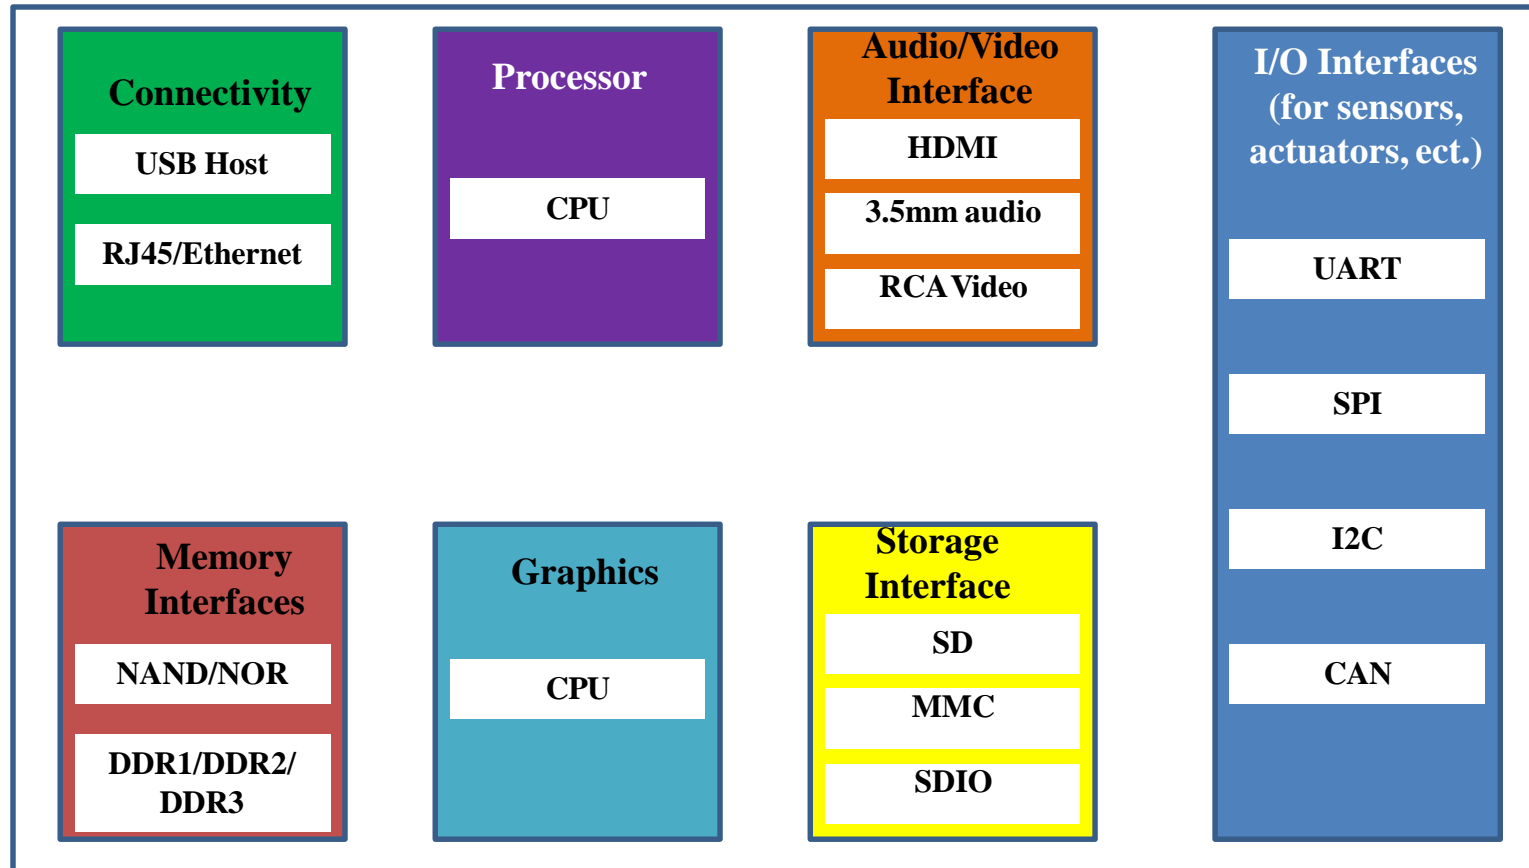 Connectivity
USB Host
RJ45/Ethernet
Processor
CPU
Audio/Video
Interface
HDMI
3.5mm audio
RCA Video
I/O Interfaces
(for sensors,
actuators, ect.)
UART
SPI
I2C
CAN
Memory
Interfaces
NAND/NOR
DDR1/DDR2/
DDR3
Graphics
CPU
Storage
Interface
SD
MMC
SDIO